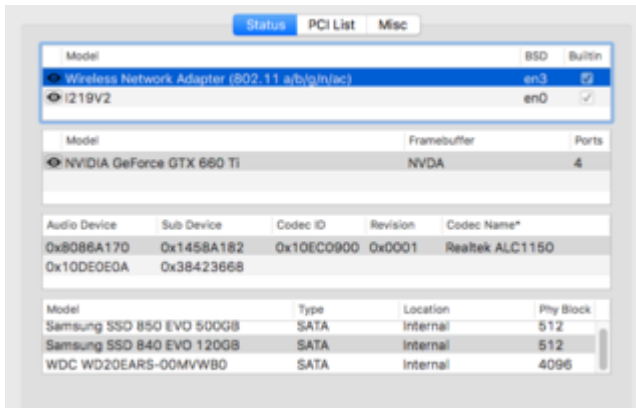 Status PCI List Misc
Model BSD Builtin
Wireless Network Adapter (802.11 a/b/g/n/ac) en3
I219V2 en0
Model Framebuffer Ports
NVIDIA GeForce GTX 660 Ti NVDA 4
Audio Device Sub Device Codec ID Revision Codec Name*
0x8086A170 0x1458A182 0x10EC0900 0x0001 Realtek ALC1150
0x10DE0E0A 0x38423668
Model Type Location Phy Block
Samsung SSD 850 EVO 500GB SATA Internal 512
Samsung SSD 840 EVO 120GB SATA Internal 512
WDC WD20EARS-00MVWB0 SATA Internal 4096